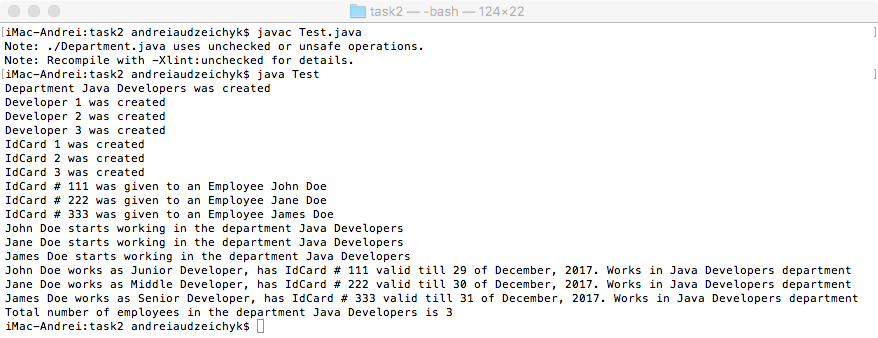 task2 — -bash — 124×22
[iMac-Andrei:task2 andreiaudzeichyk$ javac Test.java ]
Note: ./Department.java uses unchecked or unsafe operations.
Note: Recompile with -Xlint:unchecked for details.
[iMac-Andrei:task2 andreiaudzeichyk$ java Test ]
Department Java Developers was created
Developer 1 was created
Developer 2 was created
Developer 3 was created
IdCard 1 was created
IdCard 2 was created
IdCard 3 was created
IdCard # 111 was given to an Employee John Doe
IdCard # 222 was given to an Employee Jane Doe
IdCard # 333 was given to an Employee James Doe
John Doe starts working in the department Java Developers
Jane Doe starts working in the department Java Developers
James Doe starts working in the department Java Developers
John Doe works as Junior Developer, has IdCard # 111 valid till 29 of December, 2017. Works in Java Developers department
Jane Doe works as Middle Developer, has IdCard # 222 valid till 30 of December, 2017. Works in Java Developers department
James Doe works as Senior Developer, has IdCard # 333 valid till 31 of December, 2017. Works in Java Developers department
Total number of employees in the department Java Developers is 3
iMac-Andrei:task2 andreiaudzeichyk$